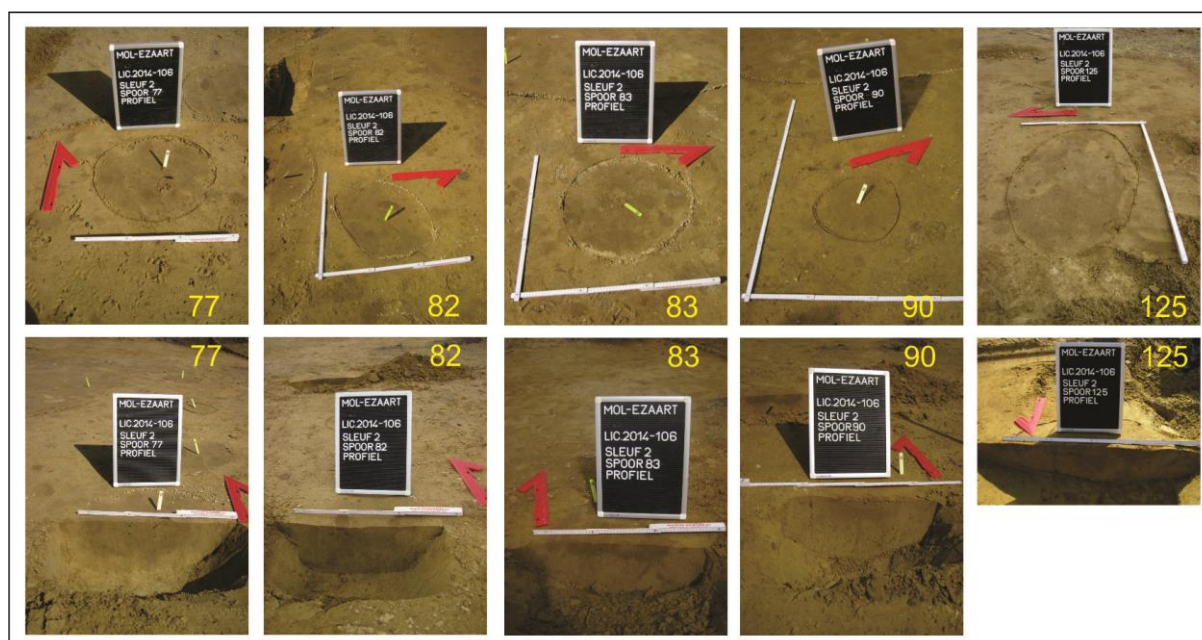 MOL-EZAART
LIC.2014-106
SLEUF 2
SPOOR 77
PROFIEL
77
MOL-EZAART
LIC.2014-106
SLEUF 2
SPOOR 82
PROFIEL
82
MOL-EZAART
LIC.2014-106
SLEUF 2
SPOOR 83
PROFIEL
83
MOL-EZAART
LIC.2014-106
SLEUF 2
SPOOR 90
PROFIEL
90
MOL-EZAART
LIC.2014-106
SLEUF 2
SPOOR 125
PROFIEL
125
77
MOL-EZAART
LIC.2014-106
SLEUF 2
SPOOR 77
PROFIEL
82
MOL-EZAART
LIC.2014-106
SLEUF 2
SPOOR 82
PROFIEL
83
MOL-EZAART
LIC.2014-106
SLEUF 2
SPOOR 83
PROFIEL
90
MOL-EZAART
LIC.2014-106
SLEUF 2
SPOOR 90
PROFIEL
125
MOL-EZAART
LIC.2014-106
SLEUF 2
SPOOR 125
PROFIEL